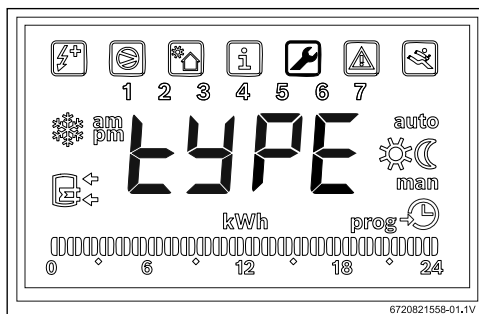 1 2 3 4 5 6 7
am auto
pm
tYPE
man
kWh prog
0 6 12 18 24
6720821558-01.1V